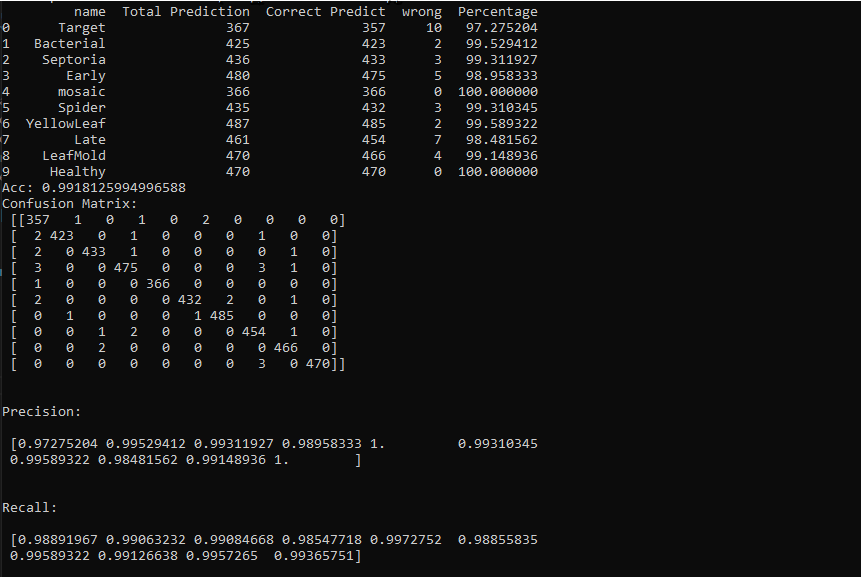 name Total Prediction Correct Predict wrong Percentage
0 Target 367 357 10 97.275204
1 Bacterial 425 423 2 99.529412
2 Septoria 436 433 3 99.311927
3 Early 480 475 5 98.958333
4 mosaic 366 366 0 100.000000
5 Spider 435 432 3 99.310345
6 YellowLeaf 487 485 2 99.589322
7 Late 461 454 7 98.481562
8 LeafMold 470 466 4 99.148936
9 Healthy 470 470 0 100.000000
Acc: 0.9918125994996588
Confusion Matrix:
[[357 1 0 1 0 2 0 0 0 0]
[ 2 423 0 1 0 0 0 1 0 0]
[ 2 0 433 1 0 0 0 0 1 0]
[ 3 0 0 475 0 0 0 3 1 0]
[ 1 0 0 0 366 0 0 0 0 0]
[ 2 0 0 0 0 432 2 0 1 0]
[ 0 1 0 0 0 1 485 0 0 0]
[ 0 0 1 2 0 0 0 454 1 0]
[ 0 0 2 0 0 0 0 0 466 0]
[ 0 0 0 0 0 0 0 3 0 470]]
Precision:
[0.97275204 0.99529412 0.99311927 0.98958333 1. 0.99310345
0.99589322 0.98481562 0.99148936 1. ]
Recall:
[0.98891967 0.99063232 0.99084668 0.98547718 0.9972752 0.98855835
0.99589322 0.99126638 0.9957265 0.99365751]